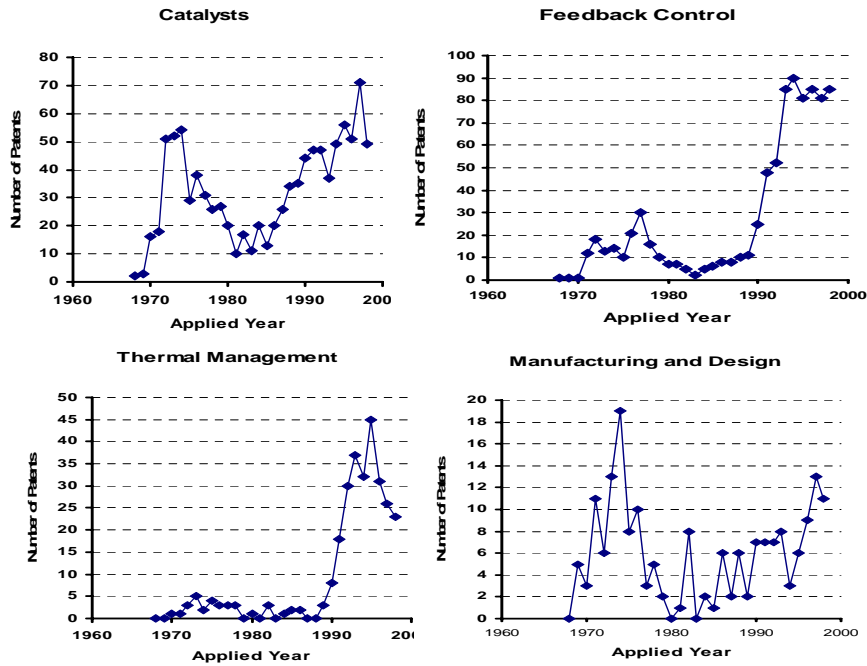 Catalysts
80
70
60
50
40
30
20
10
0
1960 1970 1980 1990 200
Number of Patents
Applied Year
Feedback Control
100
90
80
70
60
50
40
30
20
10
0
1960 1970 1980 1990 2000
Number of Patents
Applied Year
Thermal Management
50
45
40
35
30
25
20
15
10
5
0
1960 1970 1980 1990 200
Number of Patents
Applied Year
Manufacturing and Design
20
18
16
14
12
10
8
6
4
2
0
1960 1970 1980 1990 2000
Number of Patents
Applied Year